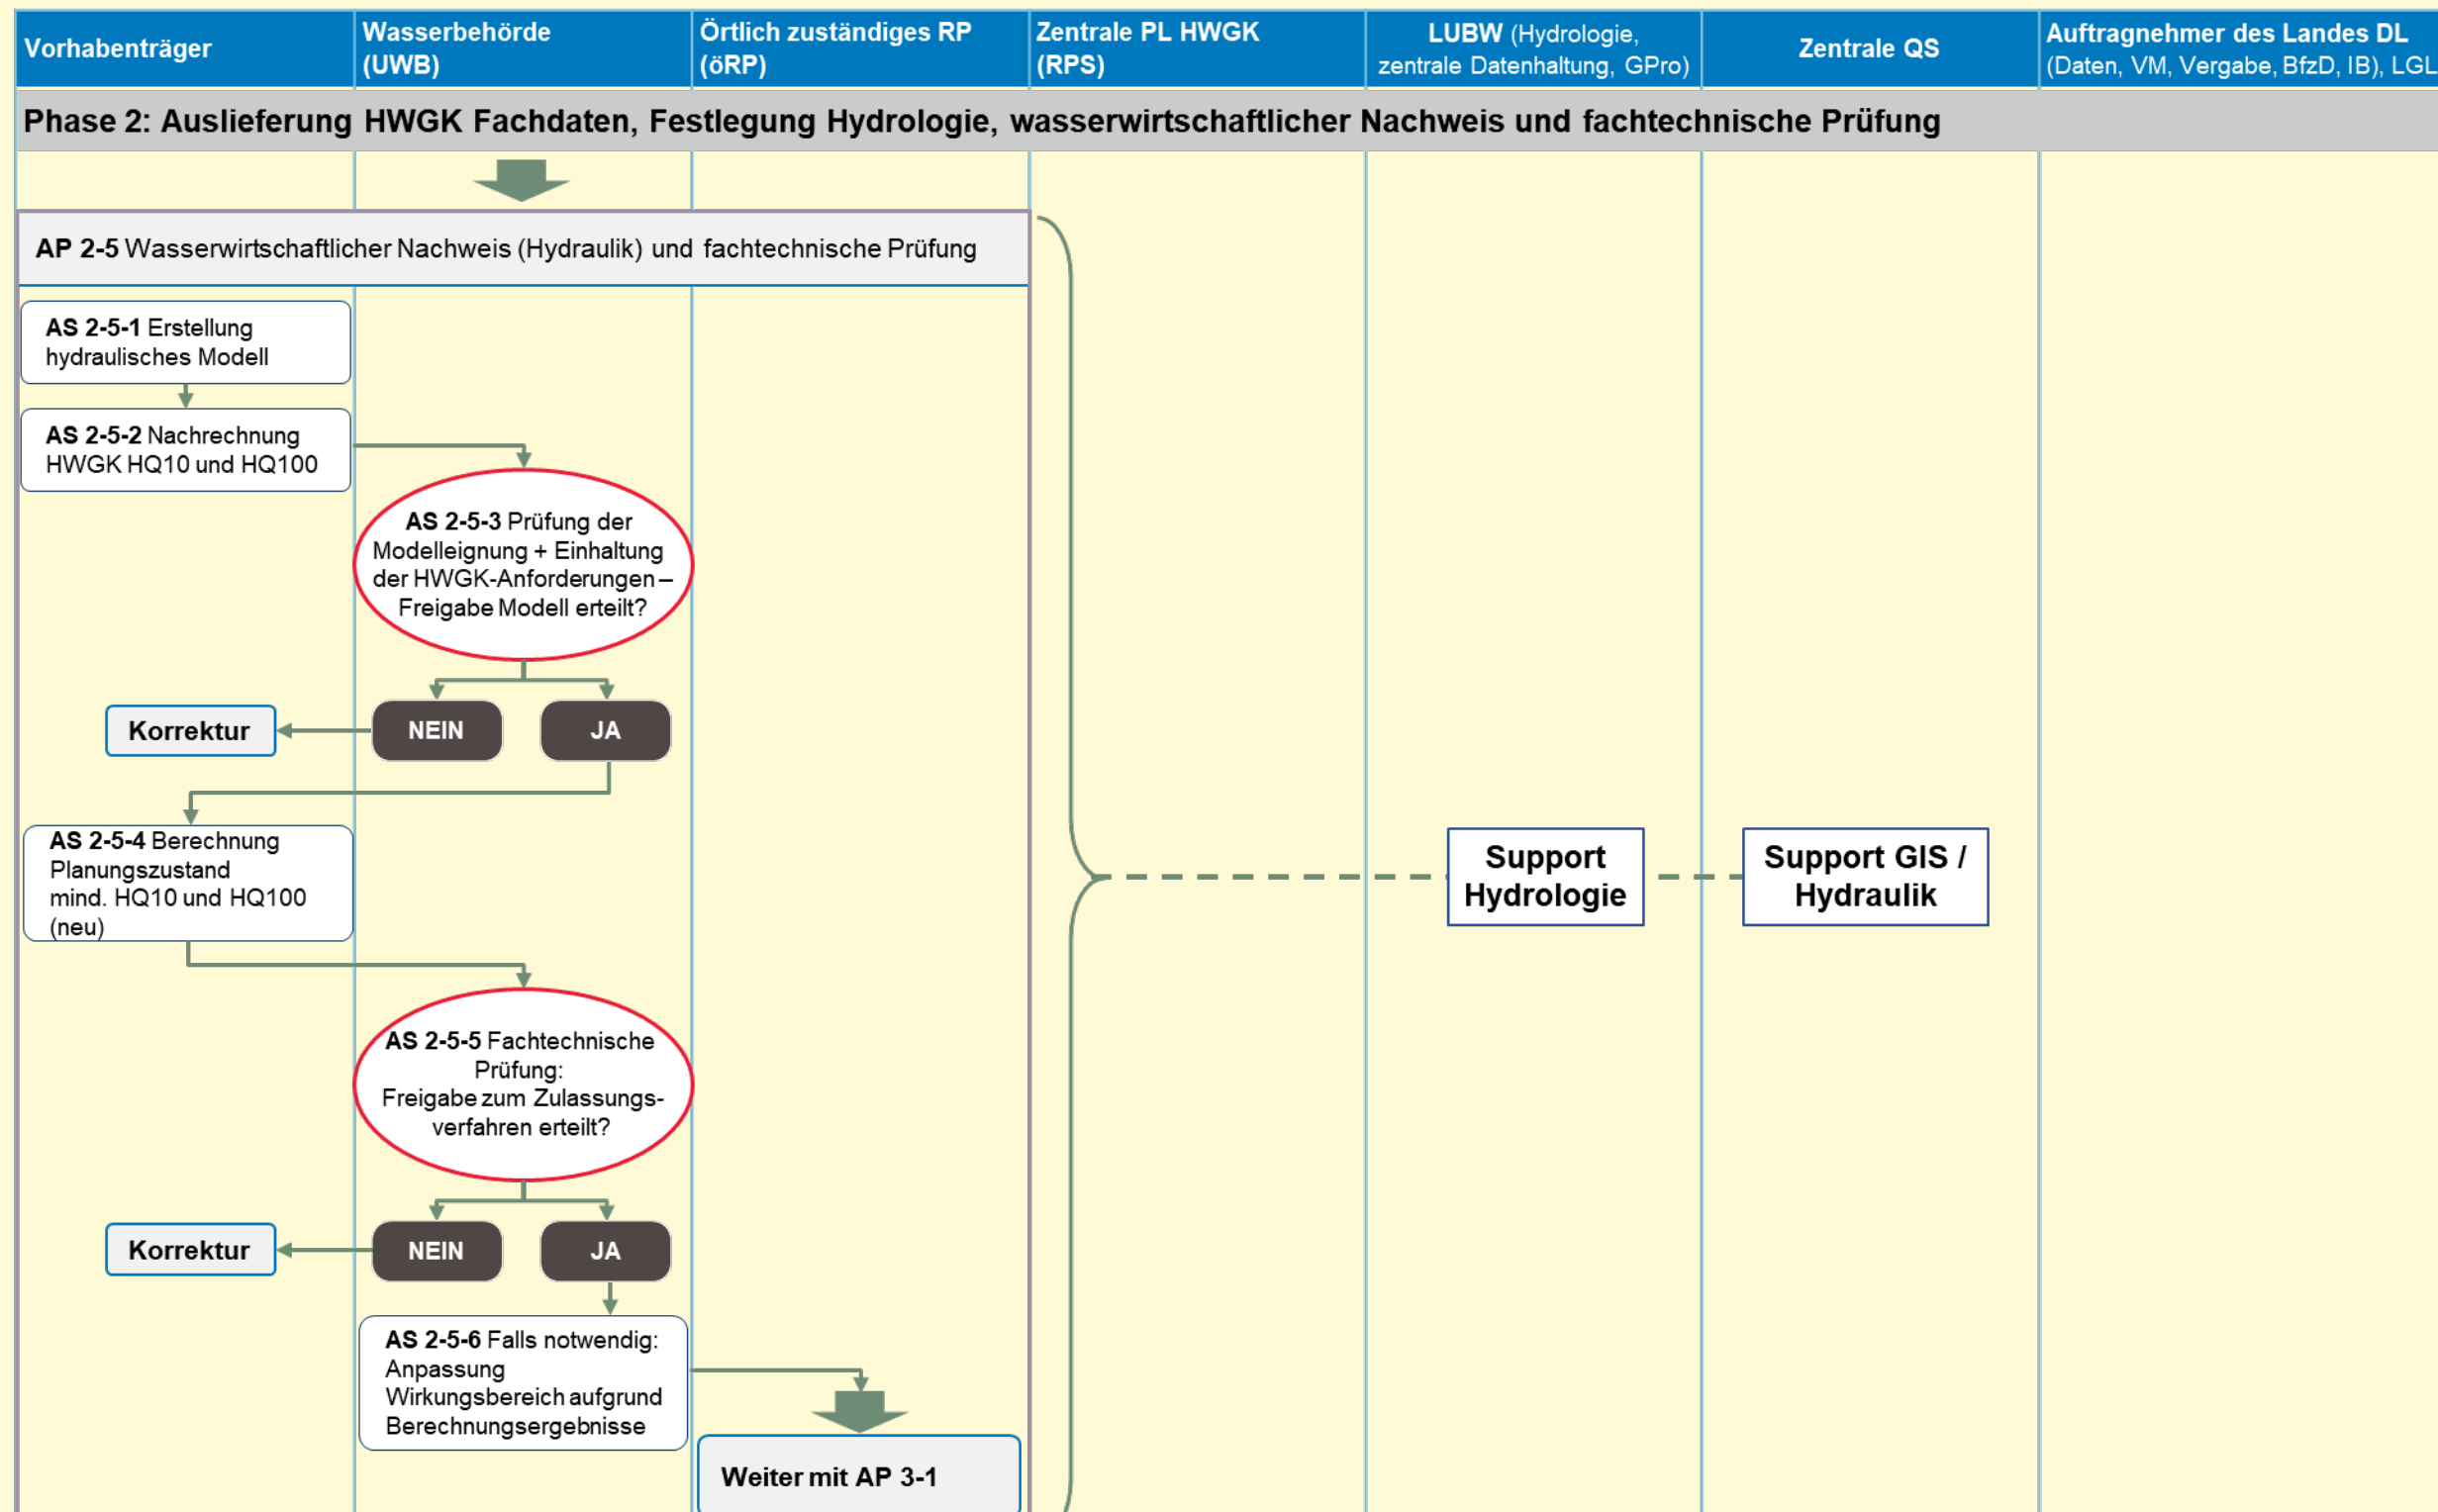 Vorhabenträger
Wasserbehörde
(UWB)
Örtlich zuständiges RP
(öRP)
Zentrale PL HWGK
(RPS)
LUBW (Hydrologie,
zentrale Datenhaltung, GPro)
Zentrale QS
Auftragnehmer des Landes DL
(Daten, VM, Vergabe, BfzD, IB), LGL
Phase 2: Auslieferung HWGK Fachdaten, Festlegung Hydrologie, wasserwirtschaftlicher Nachweis und fachtechnische Prüfung
AP 2-5 Wasserwirtschaftlicher Nachweis (Hydraulik) und fachtechnische Prüfung
AS 2-5-1 Erstellung
hydraulisches Modell
AS 2-5-2 Nachrechnung
HWGK HQ10 und HQ100
AS 2-5-3 Prüfung der
Modelleignung + Einhaltung
der HWGK-Anforderungen –
Freigabe Modell erteilt?
Korrektur
NEIN
JA
AS 2-5-4 Berechnung
Planungszustand
mind. HQ10 und HQ100
(neu)
Support
Hydrologie
Support GIS /
Hydraulik
AS 2-5-5 Fachtechnische
Prüfung:
Freigabe zum Zulassungs-
verfahren erteilt?
Korrektur
NEIN
JA
AS 2-5-6 Falls notwendig:
Anpassung
Wirkungsbereich aufgrund
Berechnungsergebnisse
Weiter mit AP 3-1